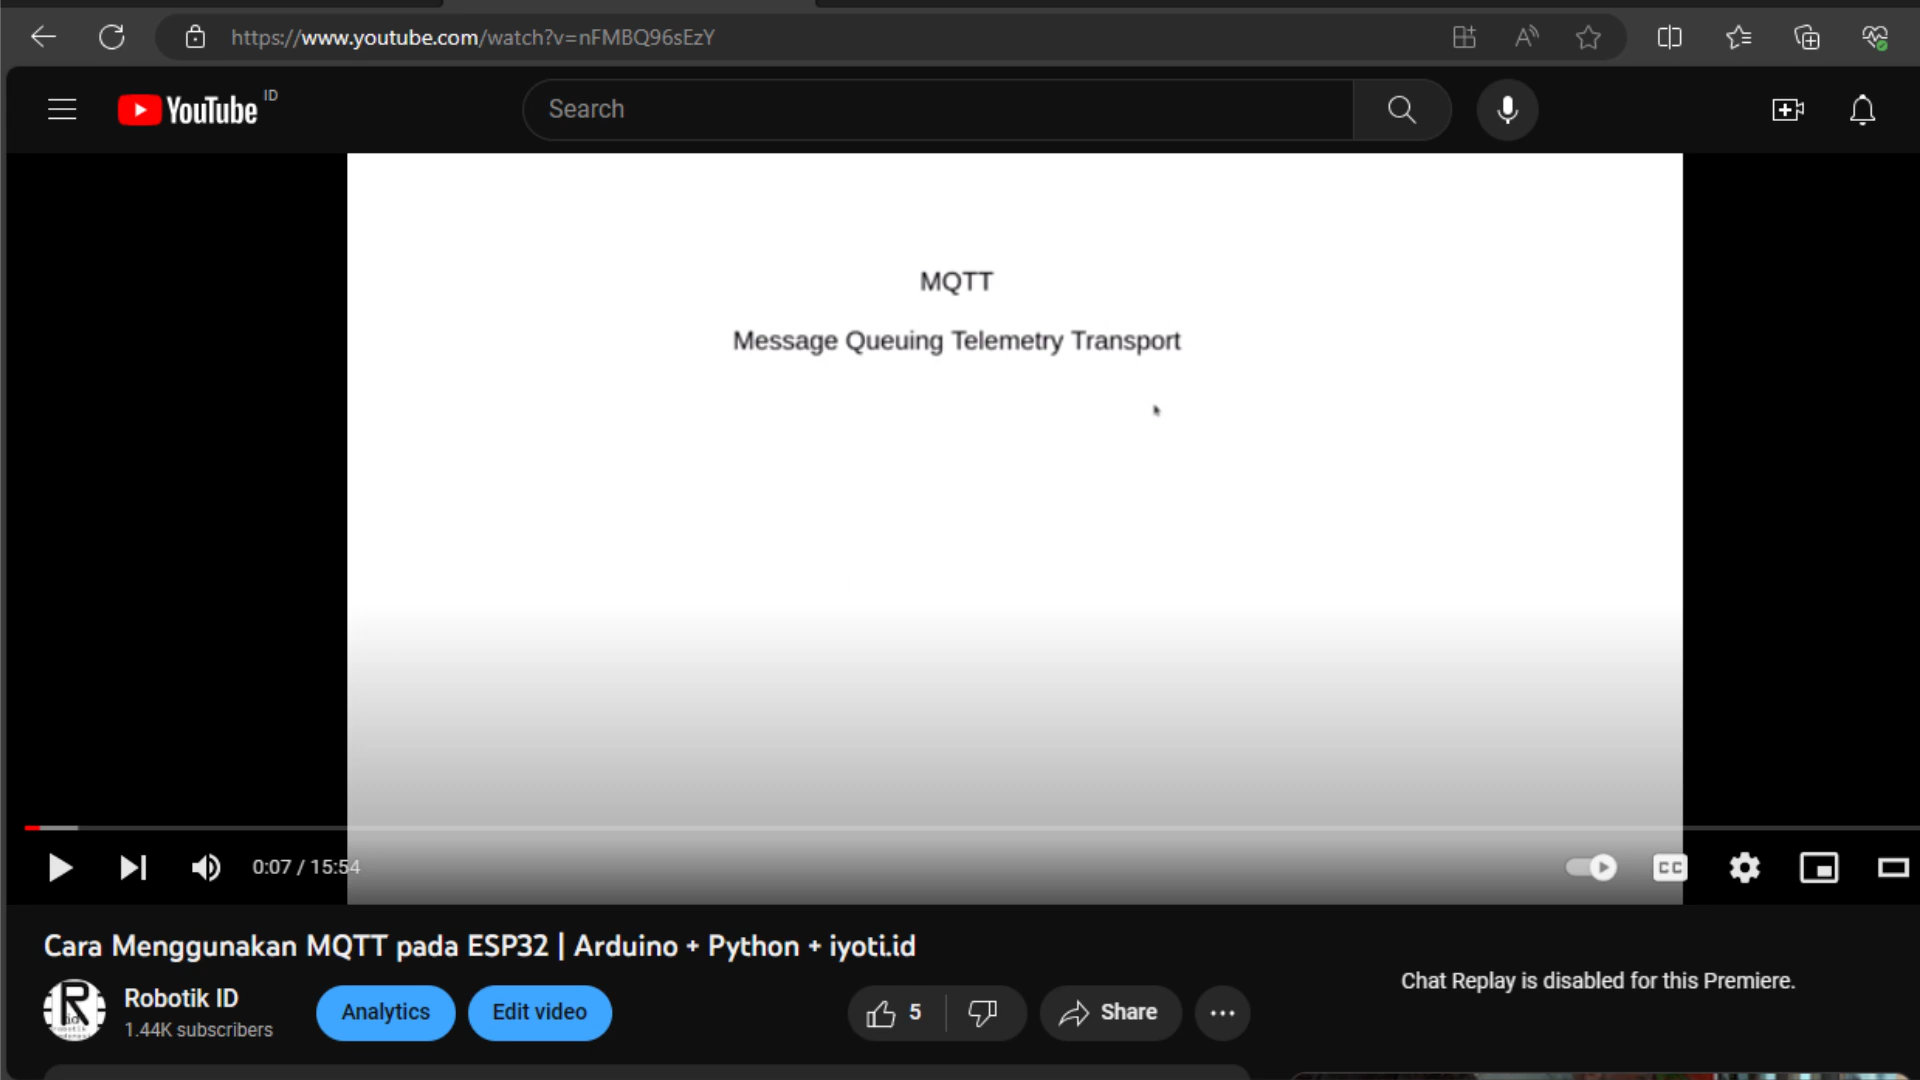 https://www.youtube.com/watch?v=nFMBQ96sEzY
YouTube ID
Search
MQTT
Message Queuing Telemetry Transport
0:07 / 15:54
CC
Cara Menggunakan MQTT pada ESP32 | Arduino + Python + iyoti.id
Robotik ID
1.44K subscribers
Analytics
Edit video
5
Share
Chat Replay is disabled for this Premiere.